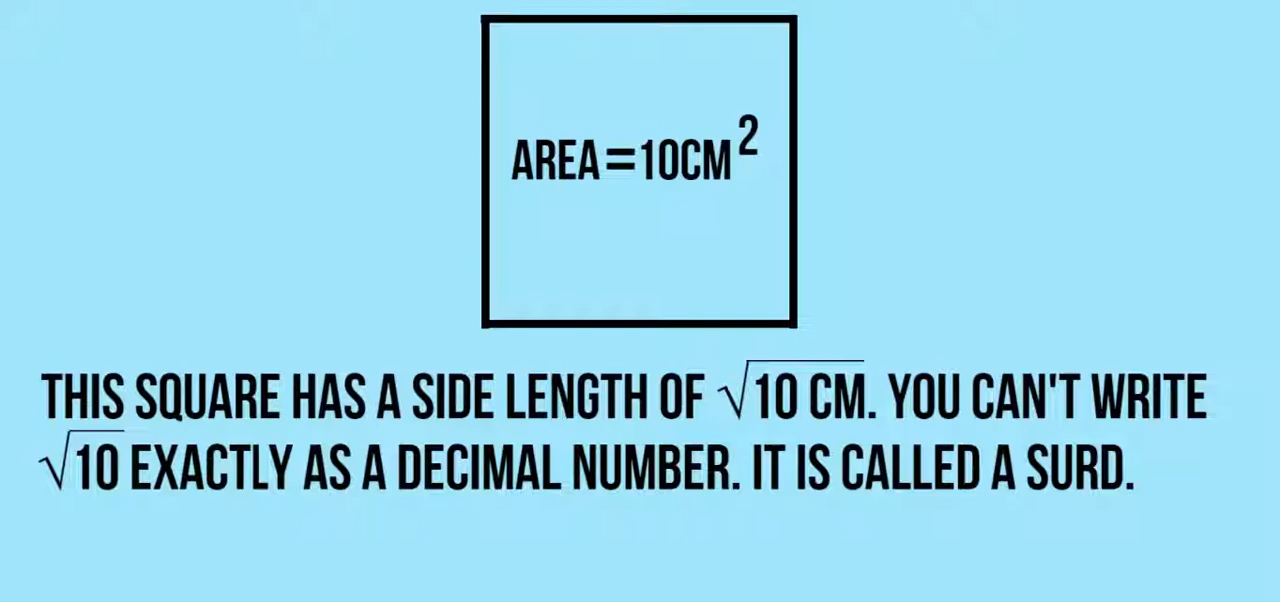 AREA=10CM²
THIS SQUARE HAS A SIDE LENGTH OF √10 CM. YOU CAN'T WRITE
√10 EXACTLY AS A DECIMAL NUMBER. IT IS CALLED A SURD.